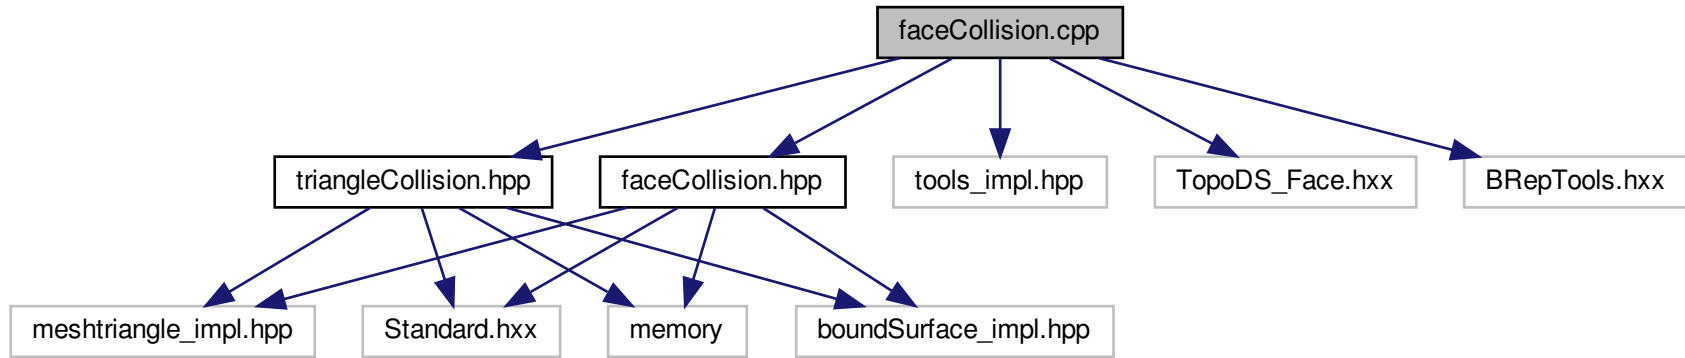 faceCollision.cpp
triangleCollision.hpp
faceCollision.hpp
tools_impl.hpp
TopoDS_Face.hxx
BRepTools.hxx
meshtriangle_impl.hpp
Standard.hxx
memory
boundSurface_impl.hpp